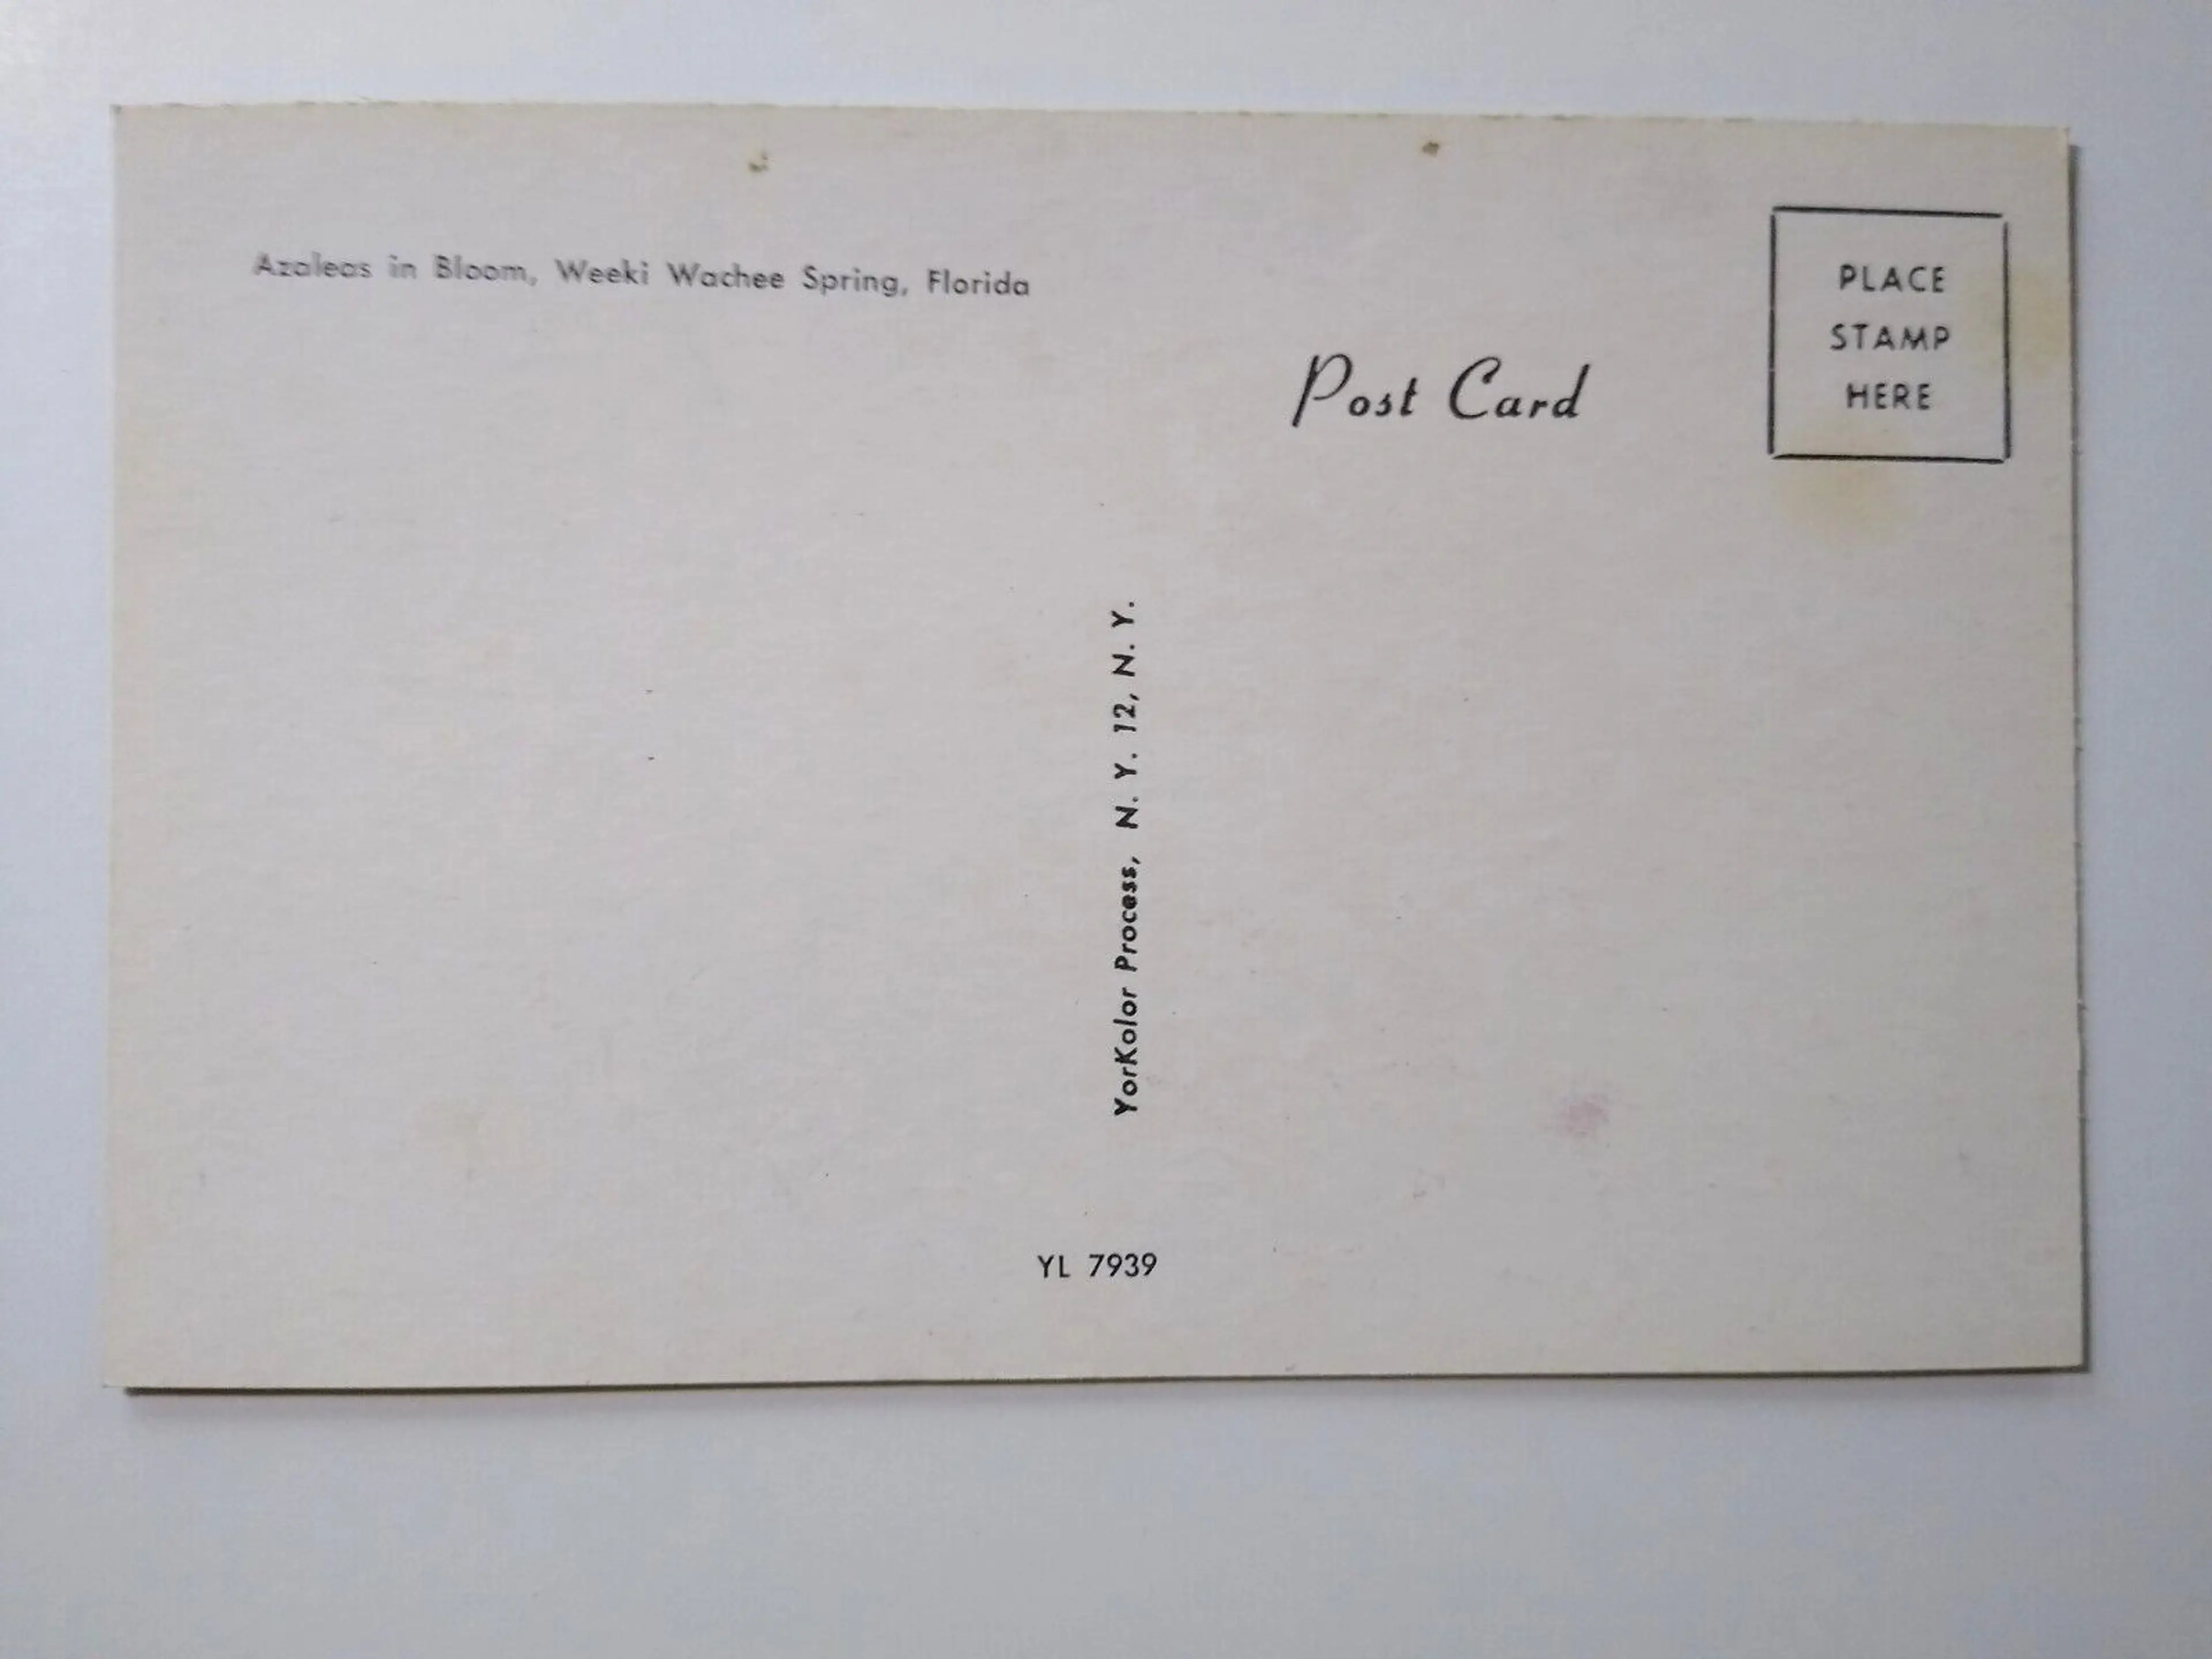 Azaleas in Bloom, Weeki Wachee Spring, Florida
PLACE
STAMP
HERE
Post Card
YorKolor Process, N. Y. 12, N. Y.
YL 7939